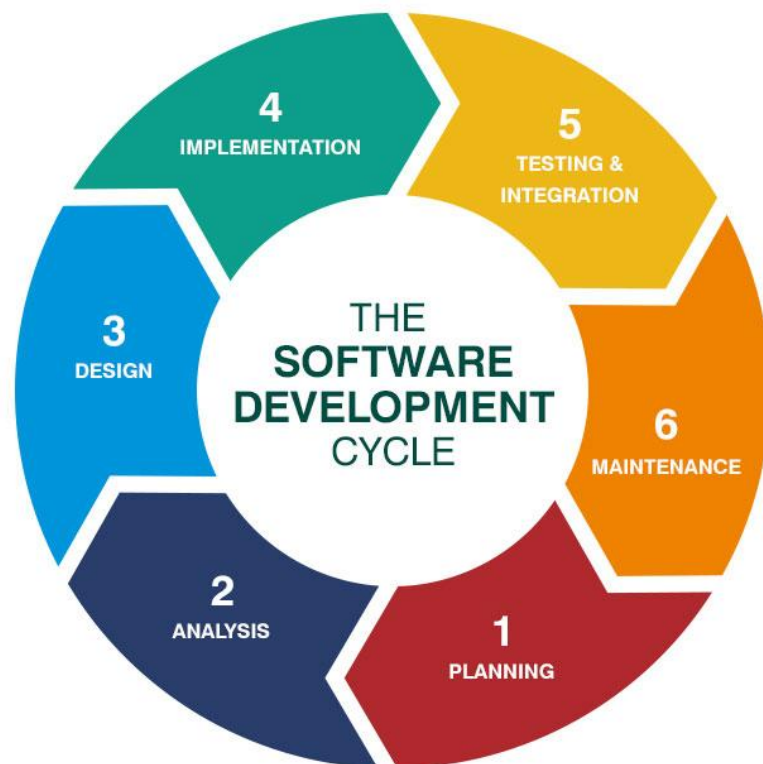 THE
SOFTWARE
DEVELOPMENT
CYCLE
1
PLANNING
2
ANALYSIS
3
DESIGN
4
IMPLEMENTATION
5
TESTING &
INTEGRATION
6
MAINTENANCE